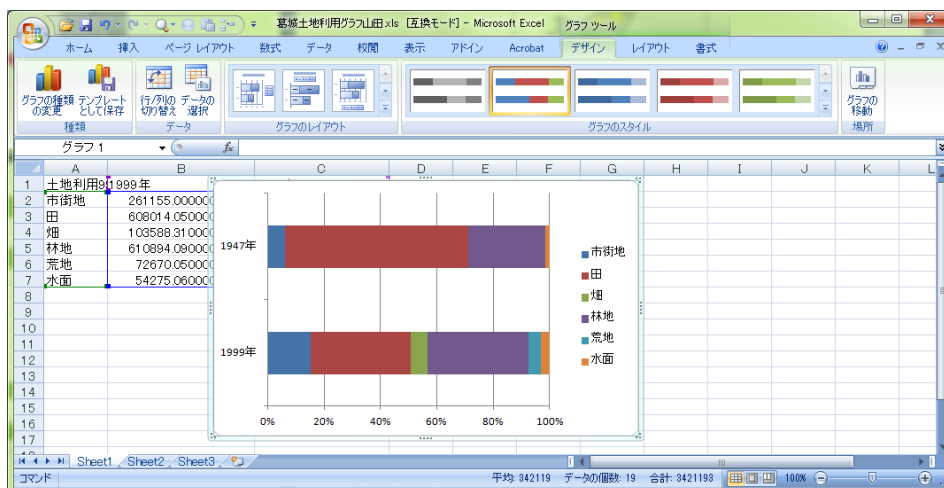 葛城土地利用グラフ山田.xls [互換モード] - Microsoft Excel
グラフ ツール
ホーム 挿入 ページ レイアウト 数式 データ 校閲 表示 アドイン Acrobat デザイン レイアウト 書式
グラフの種類の変更 テンプレートとして保存 行/列の切り替え データの選択 グラフの移動
種類 データ グラフのレイアウト グラフのスタイル 場所
グラフ 1 fx
A B C D E F G H I J K L
1 土地利用9 1999年
2 市街地 261155.00000
3 田 608014.05000
4 畑 103588.31000
5 林地 610894.09000
6 荒地 72670.05000
7 水面 54275.06000
8
9
10
11
12
13
14
15
16
17
1947年
1999年
0% 20% 40% 60% 80% 100%
市街地
田
畑
林地
荒地
水面
Sheet1 Sheet2 Sheet3
コマンド 平均: 342119 データの個数: 19 合計: 3421193 100%